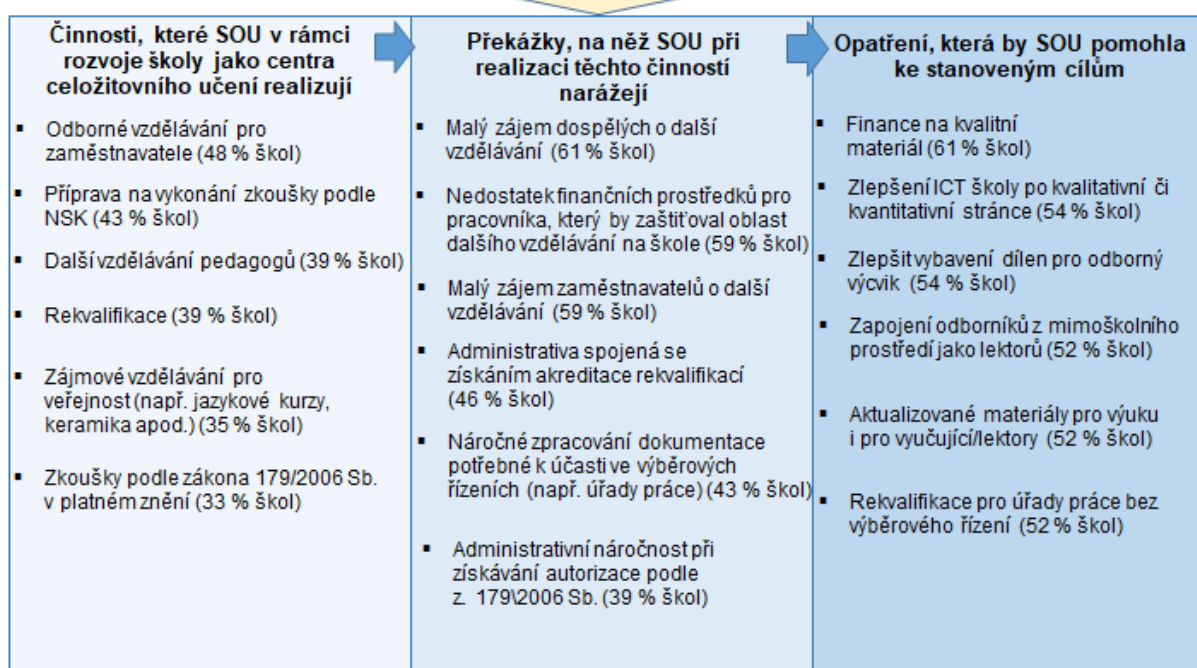 Činnosti, které SOU v rámci
rozvoje školy jako centra
celožitovního učení realizují
▪ Odborné vzdělávání pro
zaměstnavatele (48 % škol)
▪ Příprava na vykonání zkoušky podle
NSK (43 % škol)
▪ Další vzdělávání pedagogů (39 % škol)
▪ Rekvalifikace (39 % škol)
▪ Zájmové vzdělávání pro
veřejnost (např. jazykové kurzy,
keramika apod.) (35 % škol)
▪ Zkoušky podle zákona 179/2006 Sb.
v platném znění (33 % škol)
Překážky, na něž SOU při
realizaci těchto činností
narážejí
▪ Malý zájem dospělých o další
vzdělávání (61 % škol)
▪ Nedostatek finančních prostředků pro
pracovníka, který by zaštiťoval oblast
dalšího vzdělávání na škole (59 % škol)
▪ Malý zájem zaměstnavatelů o další
vzdělávání (59 % škol)
▪ Administrativa spojená se
získáním akreditace rekvalifikací
(46 % škol)
▪ Náročné zpracování dokumentace
potřebné k účasti ve výběrových
řízeních (např. úřady práce) (43 % škol)
▪ Administrativní náročnost při
získávání autorizace podle
z. 179\2006 Sb. (39 % škol)
Opatření, která by SOU pomohla
ke stanoveným cílům
▪ Finance na kvalitní
materiál (61 % škol)
▪ Zlepšení ICT školy po kvalitativní či
kvantitativní stránce (54 % škol)
▪ Zlepšit vybavení dílen pro odborný
výcvik (54 % škol)
▪ Zapojení odborníků z mimoškolního
prostředí jako lektorů (52 % škol)
▪ Aktualizované materiály pro výuku
i pro vyučující/lektory (52 % škol)
▪ Rekvalifikace pro úřady práce bez
výběrového řízení (52 % škol)